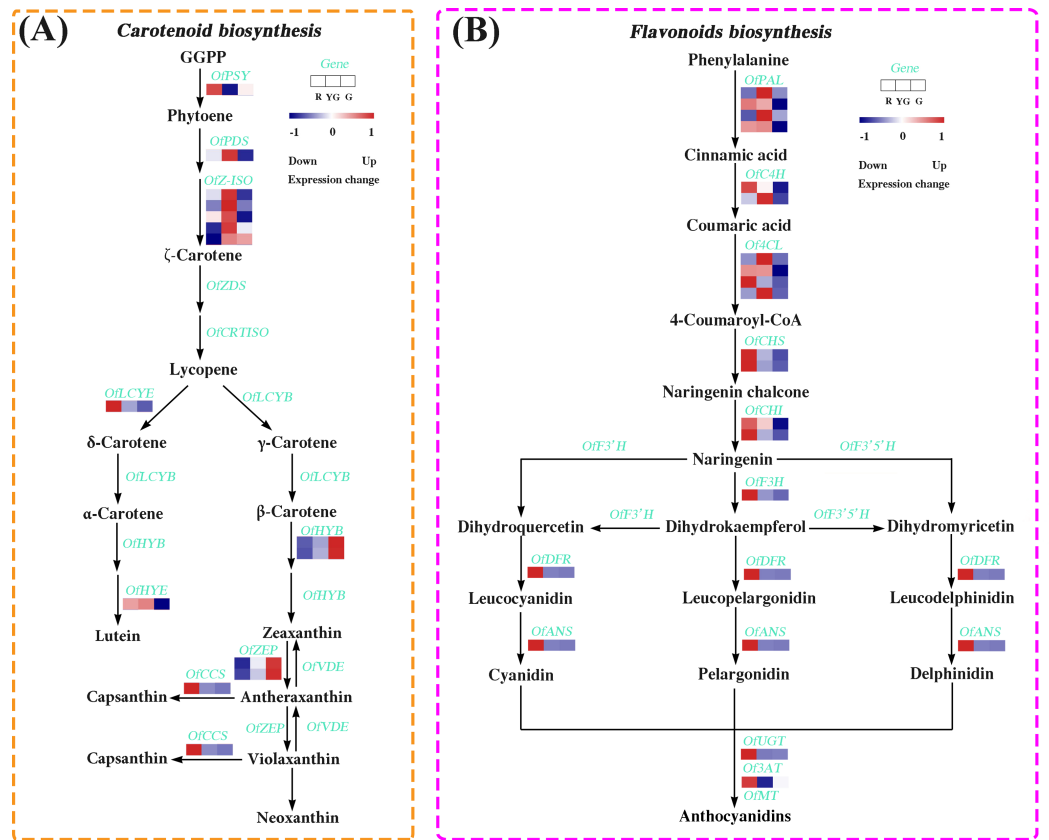 (A)
Carotenoid biosynthesis
GGPP
OfPSY
Gene
R YG G
-1 0 1
Down Up
Expression change
Phytoene
OfPDS
OfZ-ISO
ζ-Carotene
OfZDS
OfCRTISO
Lycopene
OfLCYE
OfLCYB
δ-Carotene
γ-Carotene
OfLCYB
OfLCYB
α-Carotene
β-Carotene
OfHYB
OfHYB
OfHYE
OfHYB
Lutein
Zeaxanthin
OfZEP
OfVDE
OfCCS
Capsanthin
Antheraxanthin
OfZEP
OfVDE
OfCCS
Capsanthin
Violaxanthin
Neoxanthin
(B)
Flavonoids biosynthesis
Phenylalanine
OfPAL
Gene
R YG G
-1 0 1
Down Up
Expression change
Cinnamic acid
OfC4H
Coumaric acid
Of4CL
4-Coumaroyl-CoA
OfCHS
Naringenin chalcone
OfCHI
OfF3'H
Naringenin
OfF3'5'H
OfF3H
Dihydroquercetin
OfF3'H
Dihydrokaempferol
OfF3'5'H
Dihydromyricetin
OfDFR
OfDFR
OfDFR
Leucocyanidin
Leucopelargonidin
Leucodelphinidin
OfANS
OfANS
OfANS
Cyanidin
Pelargonidin
Delphinidin
OfUGT
Of3AT
OfMT
Anthocyanidins